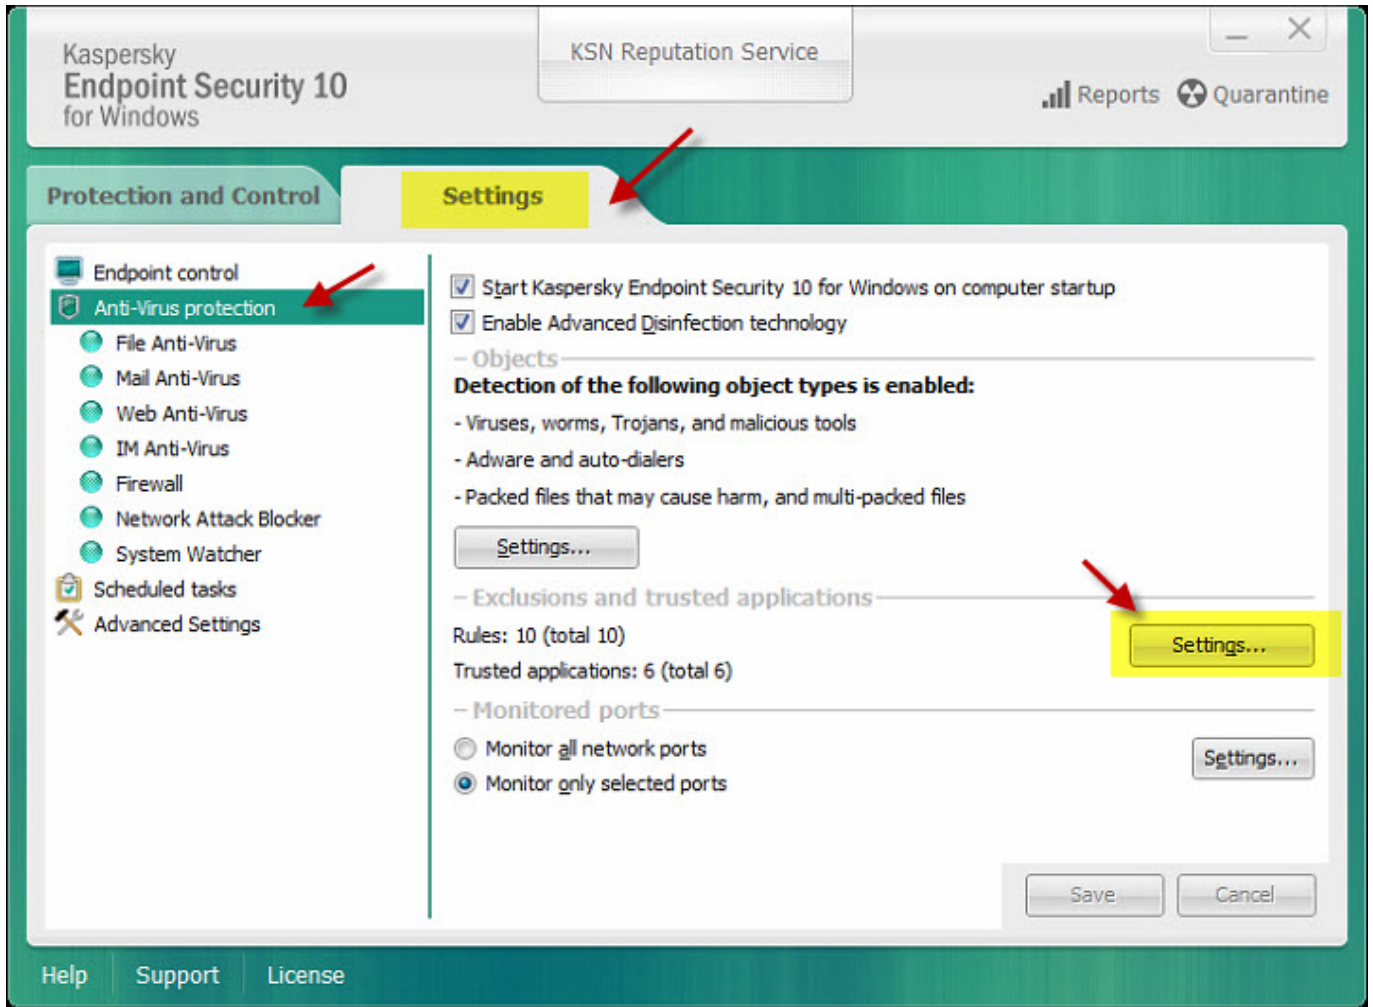 Kaspersky
Endpoint Security 10
for Windows
KSN Reputation Service
Reports
Quarantine
Protection and Control
Settings
Endpoint control
Anti-Virus protection
File Anti-Virus
Mail Anti-Virus
Web Anti-Virus
IM Anti-Virus
Firewall
Network Attack Blocker
System Watcher
Scheduled tasks
Advanced Settings
Start Kaspersky Endpoint Security 10 for Windows on computer startup
Enable Advanced Disinfection technology
Objects
Detection of the following object types is enabled:
- Viruses, worms, Trojans, and malicious tools
- Adware and auto-dialers
- Packed files that may cause harm, and multi-packed files
Settings...
Exclusions and trusted applications
Rules: 10 (total 10)
Settings...
Trusted applications: 6 (total 6)
Monitored ports
Monitor all network ports
Settings...
Monitor only selected ports
Save
Cancel
Help
Support
License